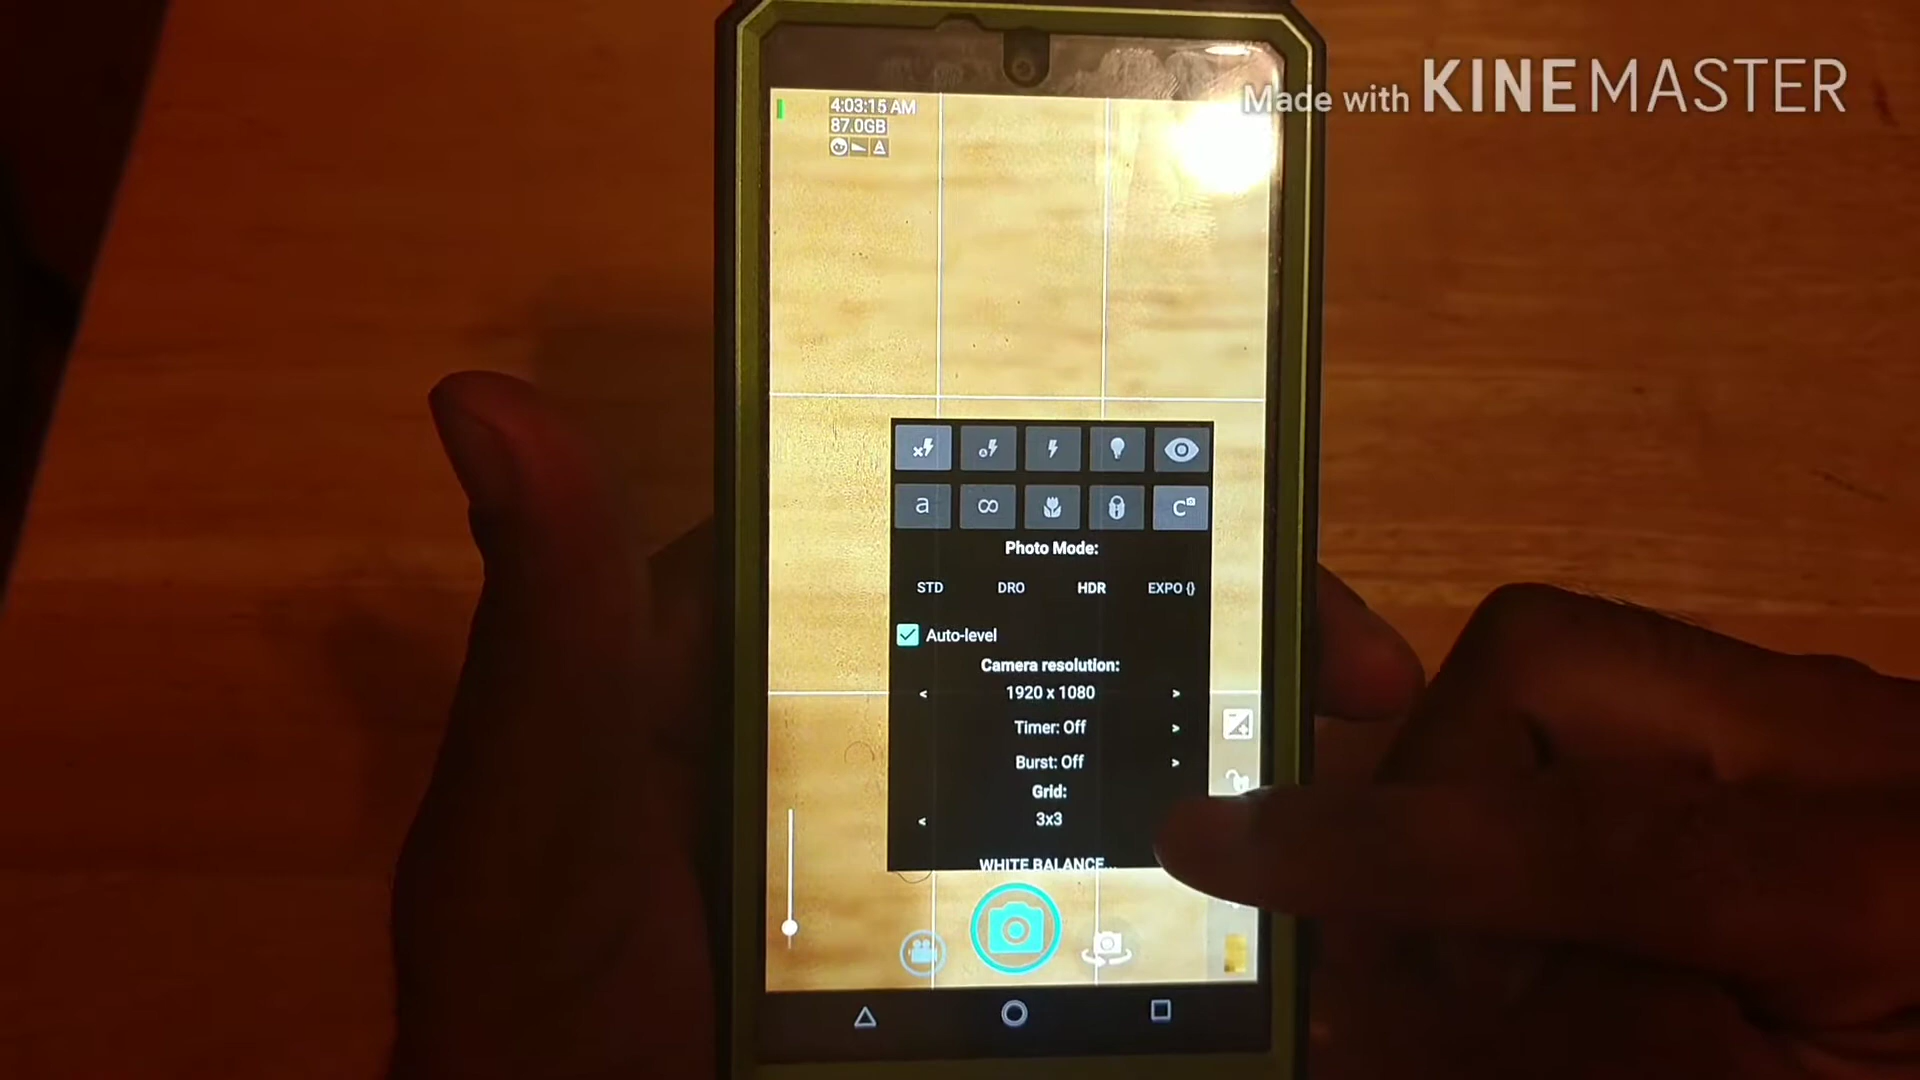 Made with KINEMASTER
4:03:15 AM
87.0GB
A
a
∞
C
Photo Mode:
STD DRO HDR EXPO {}
Auto-level
Camera resolution:
< 1920 x 1080 >
Timer: Off >
Burst: Off >
Grid:
< 3x3
WHITE BALANCE...